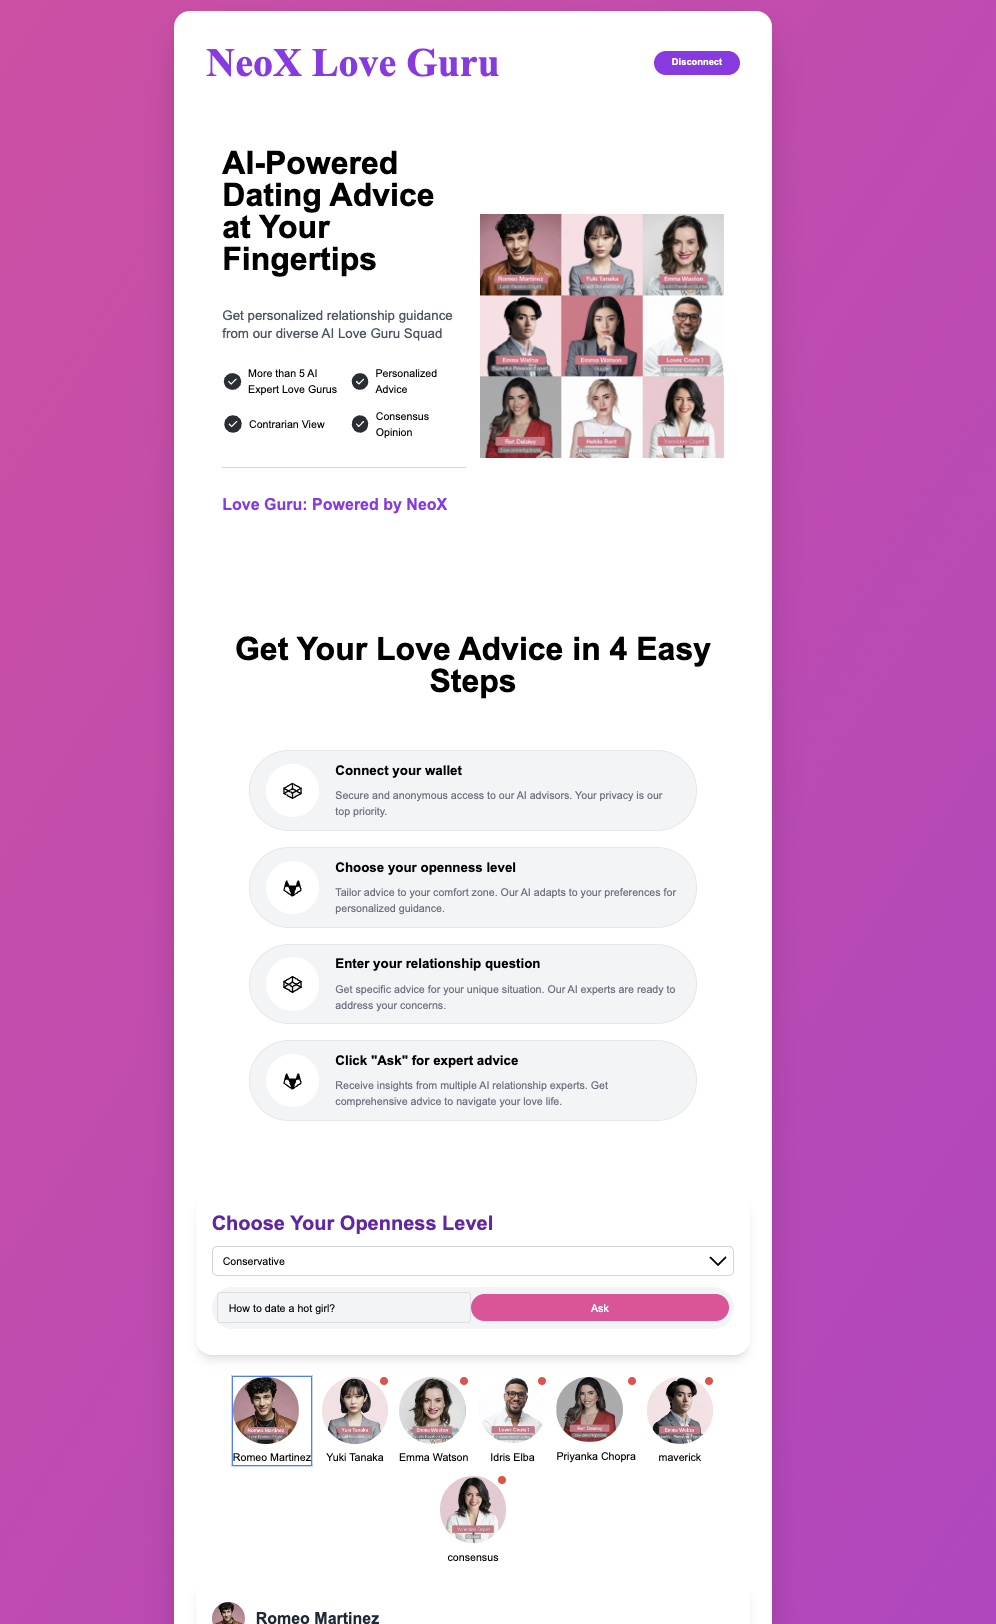 NeoX Love Guru
Disconnect
AI-Powered
Dating Advice
at Your
Fingertips
Get personalized relationship guidance
from our diverse AI Love Guru Squad
More than 5 AI
Expert Love Gurus
Personalized
Advice
Contrarian View
Consensus
Opinion
Love Guru: Powered by NeoX
Romeo Martinez
Yuki Tanaka
Emma Waston
Emma Watson
Get Your Love Advice in 4 Easy
Steps
Connect your wallet
Secure and anonymous access to our AI advisors. Your privacy is our
top priority.
Choose your openness level
Tailor advice to your comfort zone. Our AI adapts to your preferences for
personalized guidance.
Enter your relationship question
Get specific advice for your unique situation. Our AI experts are ready to
address your concerns.
Click "Ask" for expert advice
Receive insights from multiple AI relationship experts. Get
comprehensive advice to navigate your love life.
Choose Your Openness Level
Conservative
How to date a hot girl?
Ask
Romeo Martinez
Yuki Tanaka
Emma Watson
Idris Elba
Priyanka Chopra
maverick
consensus
Romeo Martinez